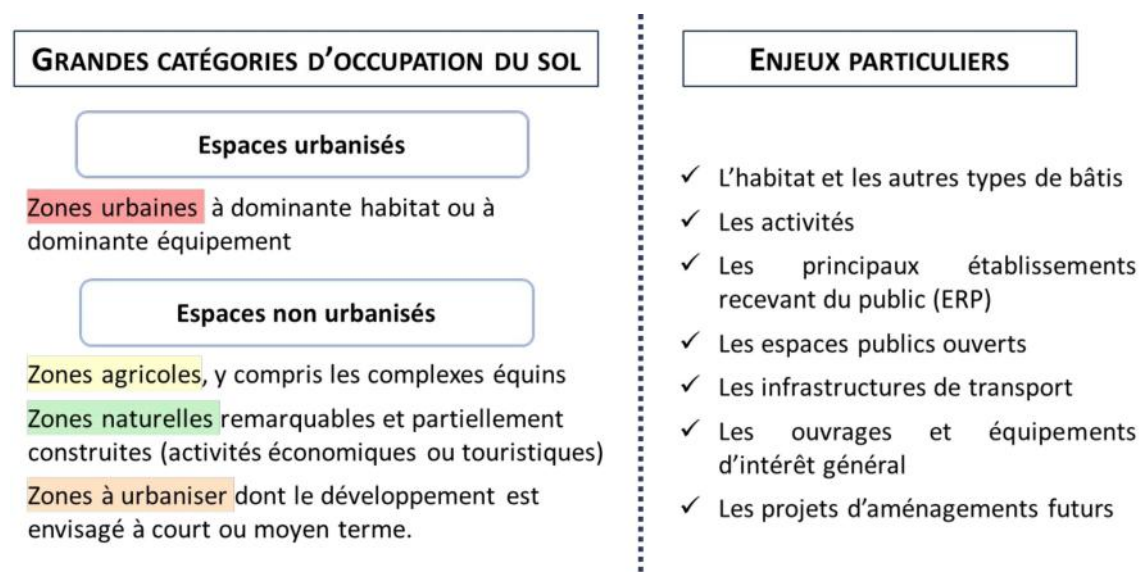 GRANDES CATÉGORIES D'OCCUPATION DU SOL
Espaces urbanisés
Zones urbaines à dominante habitat ou à
dominante équipement
Espaces non urbanisés
Zones agricoles, y compris les complexes équins
Zones naturelles remarquables et partiellement
construites (activités économiques ou touristiques)
Zones à urbaniser dont le développement est
envisagé à court ou moyen terme.
ENJEUX PARTICULIERS
✓ L'habitat et les autres types de bâtis
✓ Les activités
✓ Les principaux établissements
recevant du public (ERP)
✓ Les espaces publics ouverts
✓ Les infrastructures de transport
✓ Les ouvrages et équipements
d'intérêt général
✓ Les projets d'aménagements futurs